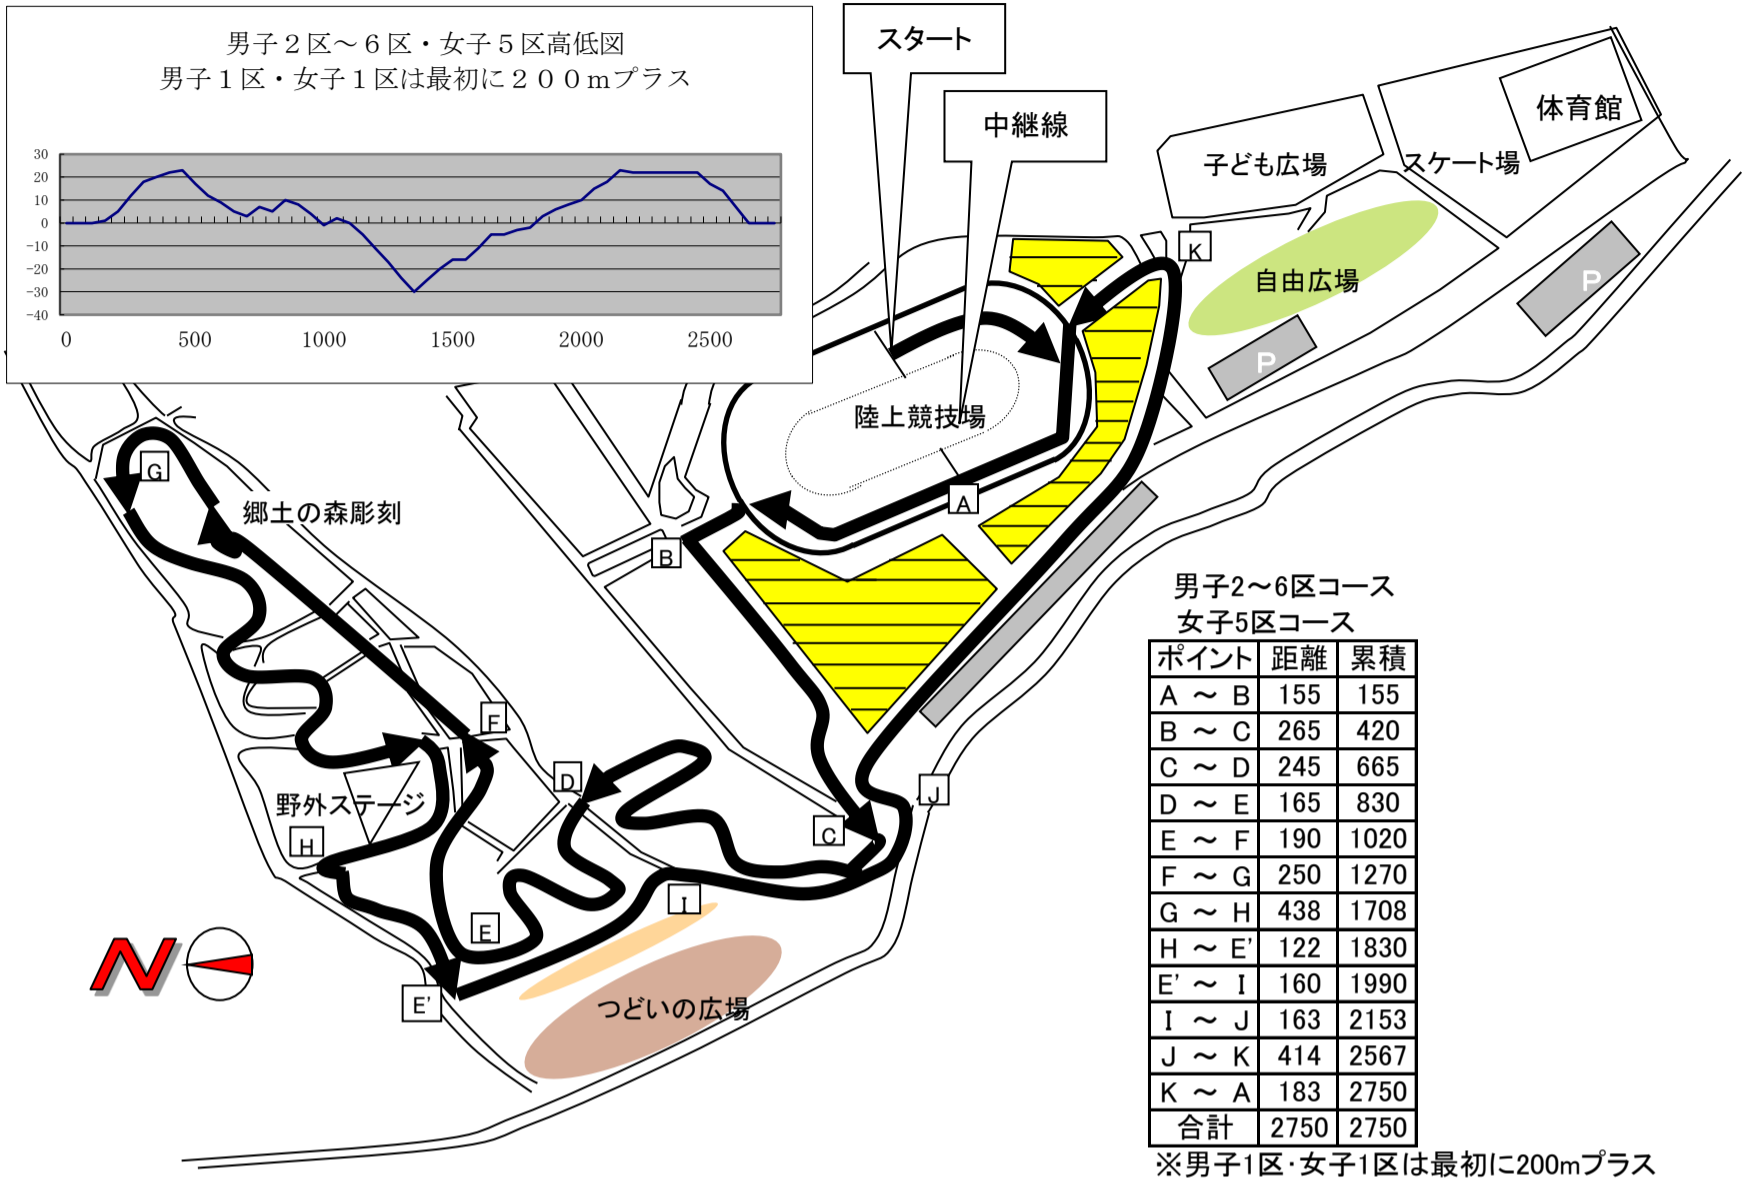 男子２区～６区・女子５区高低図
男子１区・女子１区は最初に２００ｍプラス
30
20
10
0
-10
-20
-30
-40
0 500 1000 1500 2000 2500
スタート
中継線
体育館
子ども広場
スケート場
K
自由広場
P
P
陸上競技場
A
B
G
郷土の森彫刻
F
D
J
野外ステージ
C
H
I
E
N
E'
つどいの広場
男子2～6区コース
女子5区コース
ポイント 距離 累積
A ～ B 155 155
B ～ C 265 420
C ～ D 245 665
D ～ E 165 830
E ～ F 190 1020
F ～ G 250 1270
G ～ H 438 1708
H ～ E' 122 1830
E' ～ I 160 1990
I ～ J 163 2153
J ～ K 414 2567
K ～ A 183 2750
合計 2750 2750
※男子1区・女子1区は最初に200mプラス